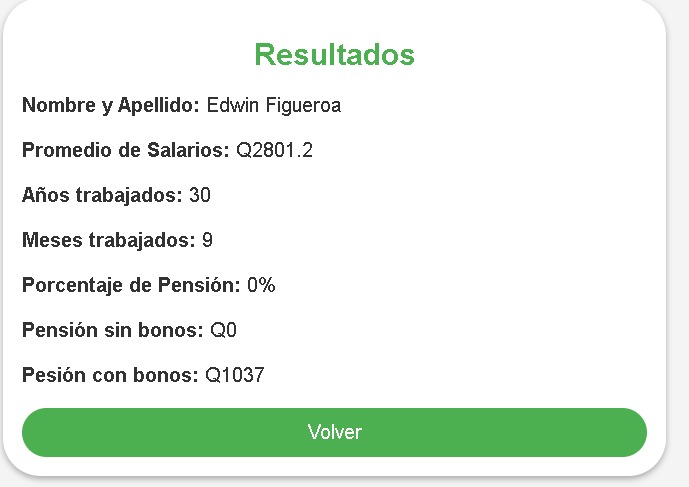 Resultados
Nombre y Apellido: Edwin Figueroa
Promedio de Salarios: Q2801.2
Años trabajados: 30
Meses trabajados: 9
Porcentaje de Pensión: 0%
Pensión sin bonos: Q0
Pesión con bonos: Q1037
Volver